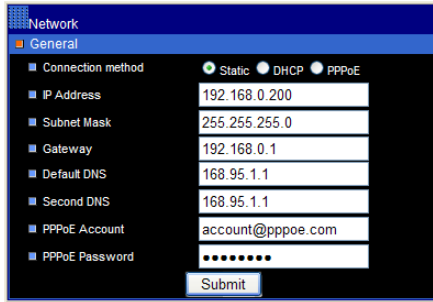 Network
General
Connection method Static DHCP PPPoE
IP Address 192.168.0.200
Subnet Mask 255.255.255.0
Gateway 192.168.0.1
Default DNS 168.95.1.1
Second DNS 168.95.1.1
PPPoE Account account@pppoe.com
PPPoE Password ●●●●●●●●
Submit